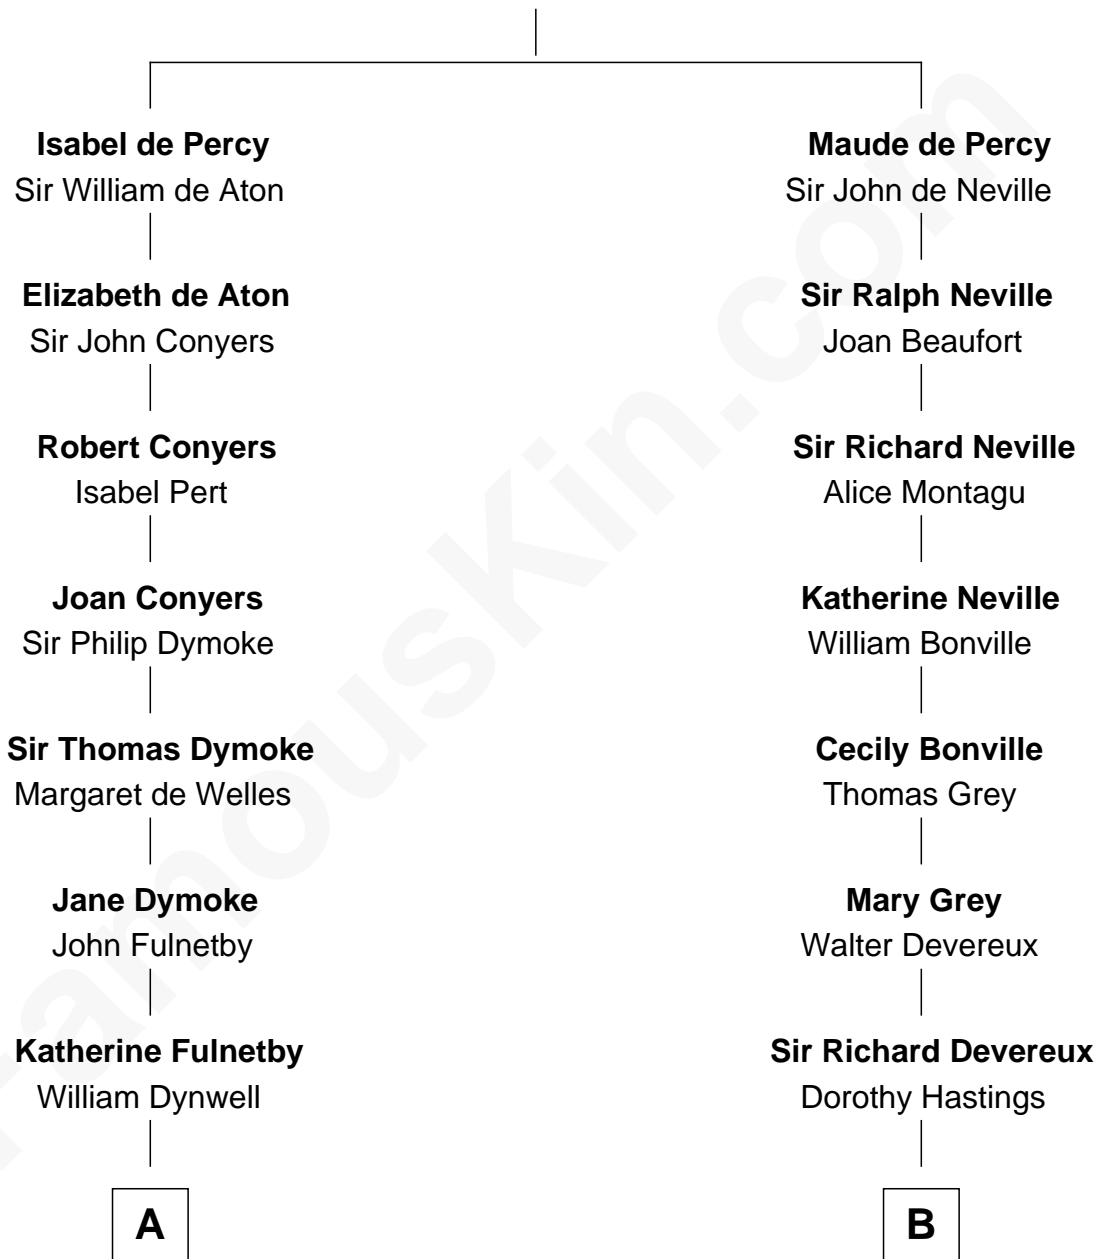 Isabel de Percy
Sir William de Aton
Elizabeth de Aton
Sir John Conyers
Robert Conyers
Isabel Pert
Joan Conyers
Sir Philip Dymoke
Sir Thomas Dymoke
Margaret de Welles
Jane Dymoke
John Fulnetby
Katherine Fulnetby
William Dynwell
A
Maude de Percy
Sir John de Neville
Sir Ralph Neville
Joan Beaufort
Sir Richard Neville
Alice Montagu
Katherine Neville
William Bonville
Cecily Bonville
Thomas Grey
Mary Grey
Walter Devereux
Sir Richard Devereux
Dorothy Hastings
B
FamousKin.com